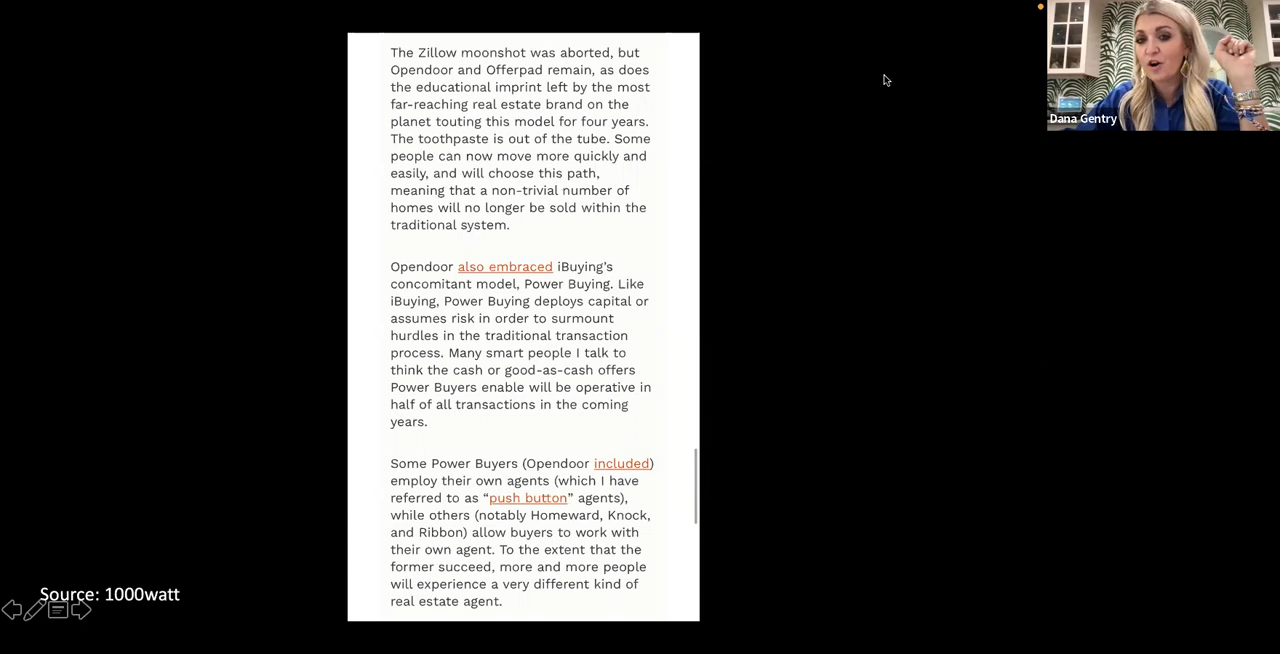 The Zillow moonshot was aborted, but
Opendoor and Offerpad remain, as does
the educational imprint left by the most
far-reaching real estate brand on the
planet touting this model for four years.
The toothpaste is out of the tube. Some
people can now move more quickly and
easily, and will choose this path,
meaning that a non-trivial number of
homes will no longer be sold within the
traditional system.
Opendoor also embraced iBuying’s
concomitant model, Power Buying. Like
iBuying, Power Buying deploys capital or
assumes risk in order to surmount
hurdles in the traditional transaction
process. Many smart people I talk to
think the cash or good-as-cash offers
Power Buyers enable will be operative in
half of all transactions in the coming
years.
Some Power Buyers (Opendoor included)
employ their own agents (which I have
referred to as “push button” agents),
while others (notably Homeward, Knock,
and Ribbon) allow buyers to work with
their own agent. To the extent that the
former succeed, more and more people
will experience a very different kind of
real estate agent.
Source: 1000watt
Dana Gentry